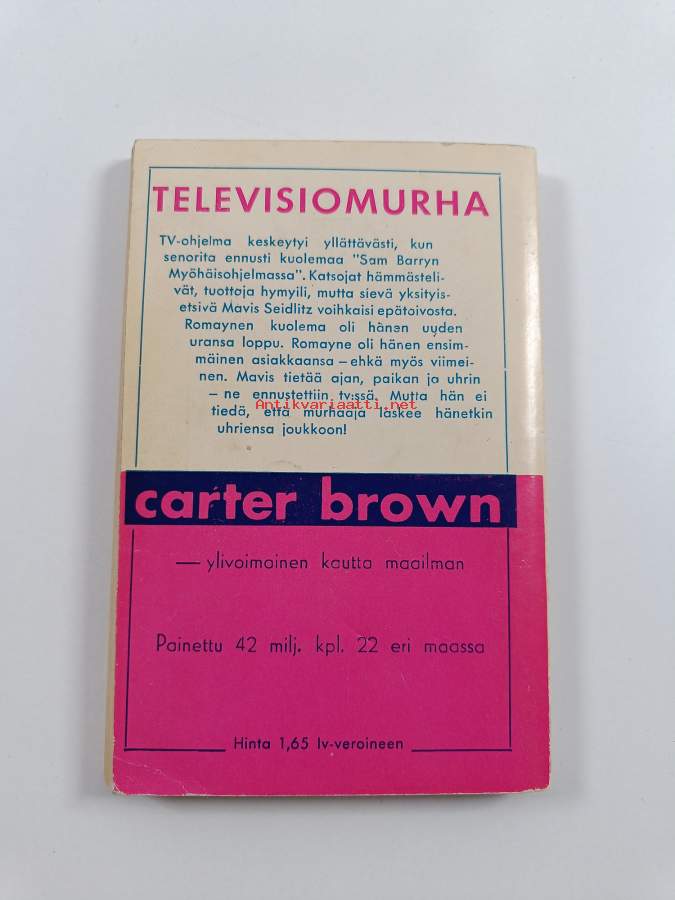 TELEVISIOMURHA
TV-ohjelma keskeytyi yllättävästi, kun
senorita ennusti kuolemaa "Sam Barryn
Myöhäisohjelmassa". Katsojat hämmästeli-
vät, tuottaja hymyili, mutta sievä yksityis-
etsivä Mavis Seidlitz voihkaisi epätoivosta.
Romaynen kuolema oli hänen uuden
uransa loppu. Romayne oli hänen ensim-
mäinen asiakkaansa – ehkä myös viimei-
nen. Mavis tietää ajan, paikan ja uhrin
– ne ennustettiin tv:ssä. Mutta hän ei
Antikvariaatti.net
tiedä, että murhaaja laskee hänetkin
uhriensa joukkoon!
carter brown
— ylivoimainen kautta maailman
Painettu 42 milj. kpl. 22 eri maassa
Hinta 1,65 lv-veroineen